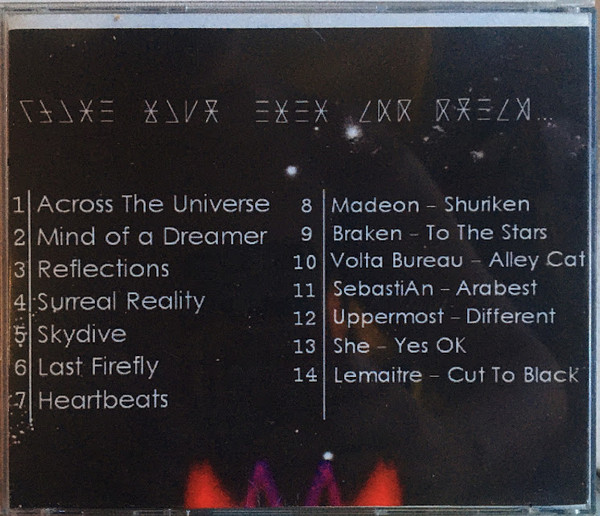 1 Across The Universe
2 Mind of a Dreamer
3 Reflections
4 Surreal Reality
5 Skydive
6 Last Firefly
7 Heartbeats
8 Madeon – Shuriken
9 Braken – To The Stars
10 Volta Bureau – Alley Cat
11 SebastiAn – Arabest
12 Uppermost – Different
13 She – Yes OK
14 Lemaitre – Cut To Black